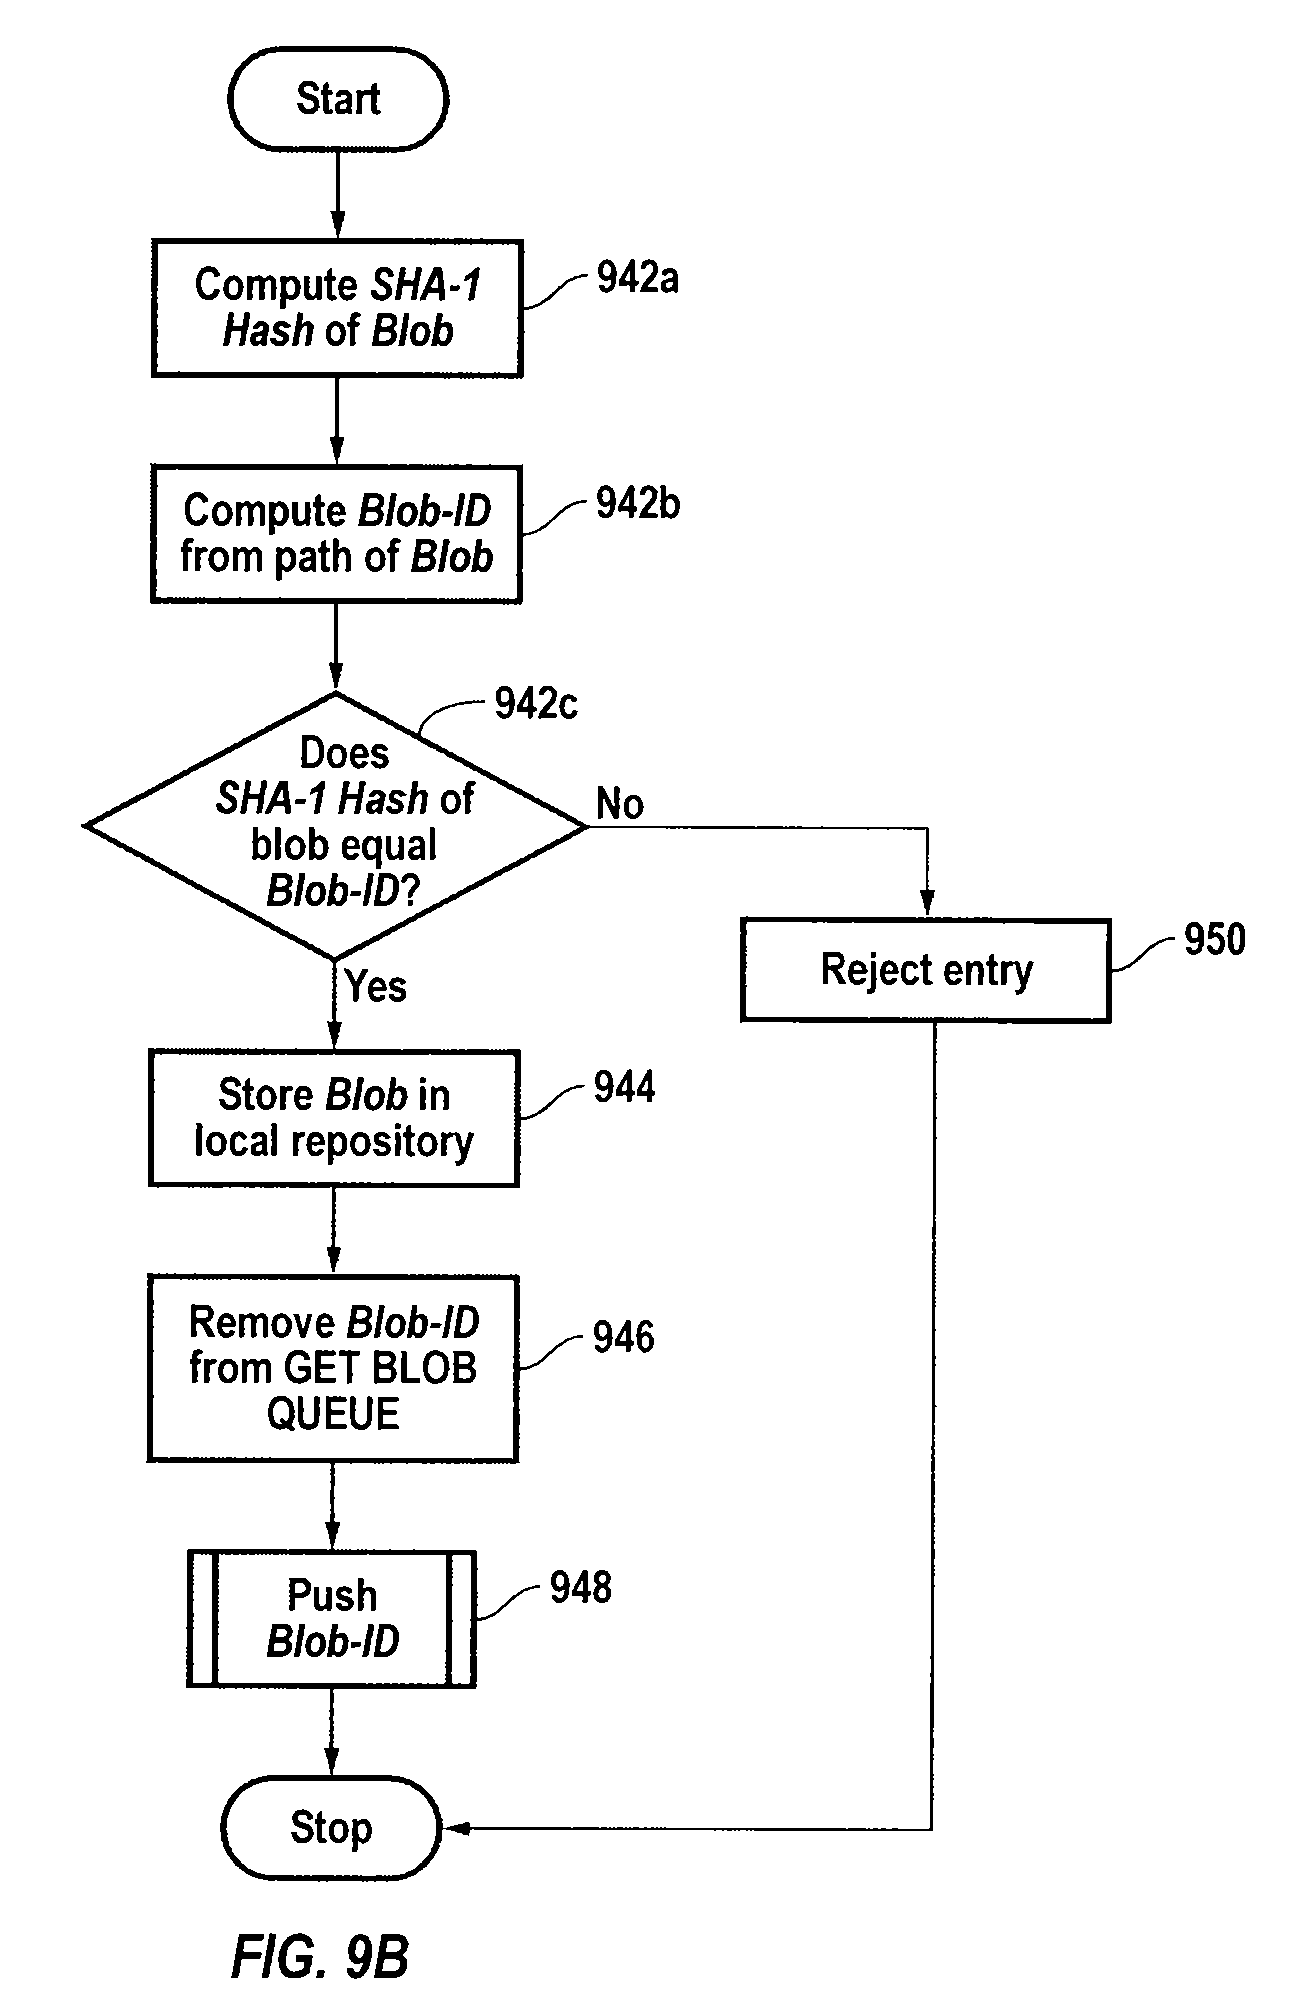 Start
Compute SHA-1
Hash of Blob
942a
Compute Blob-ID
from path of Blob
942b
942c
Does
SHA-1 Hash of
blob equal
Blob-ID?
No
Yes
Reject entry
950
Store Blob in
local repository
944
Remove Blob-ID
from GET BLOB
QUEUE
946
Push
Blob-ID
948
Stop
FIG. 9B